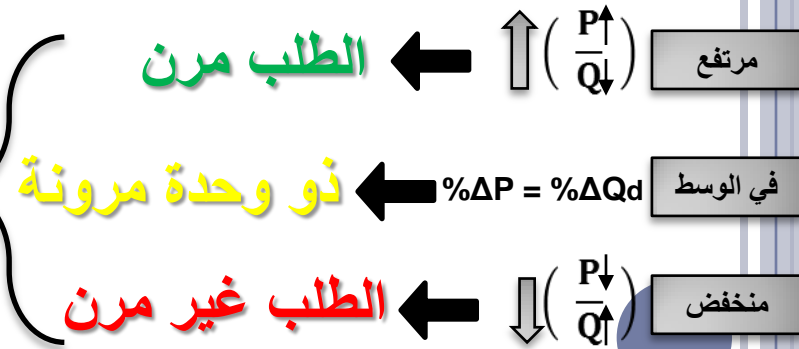 مرتفع ⇧( P↑ / Q↓ ) ← الطلب مرن
في الوسط %ΔP = %ΔQd ← ذو وحدة مرونة
منخفض ⇩( P↓ / Q↑ ) ← الطلب غير مرن